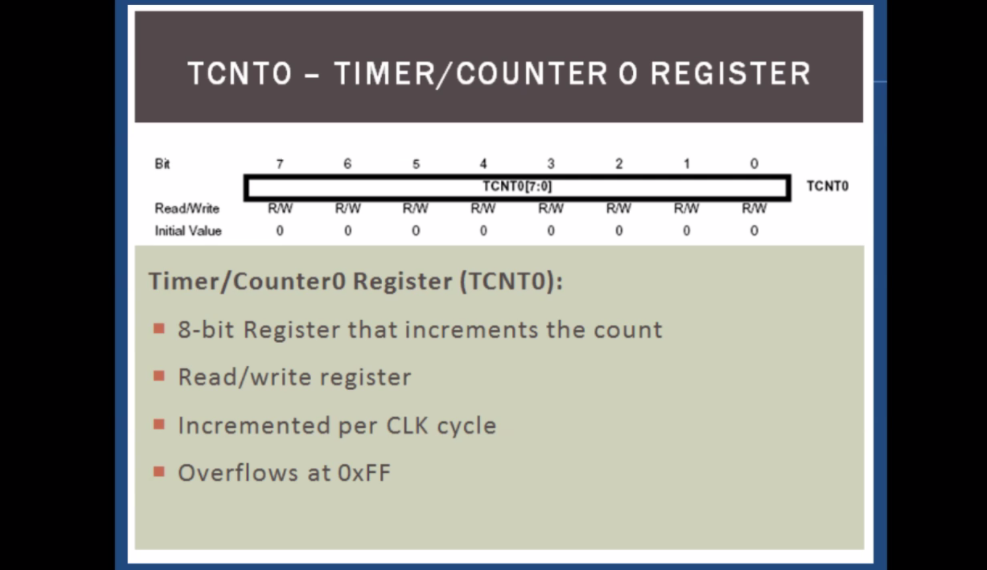 TCNT0 – TIMER/COUNTER 0 REGISTER
Bit 7 6 5 4 3 2 1 0
TCNT0[7:0] TCNT0
Read/Write R/W R/W R/W R/W R/W R/W R/W R/W
Initial Value 0 0 0 0 0 0 0 0
Timer/Counter0 Register (TCNT0):
▪ 8-bit Register that increments the count
▪ Read/write register
▪ Incremented per CLK cycle
▪ Overflows at 0xFF